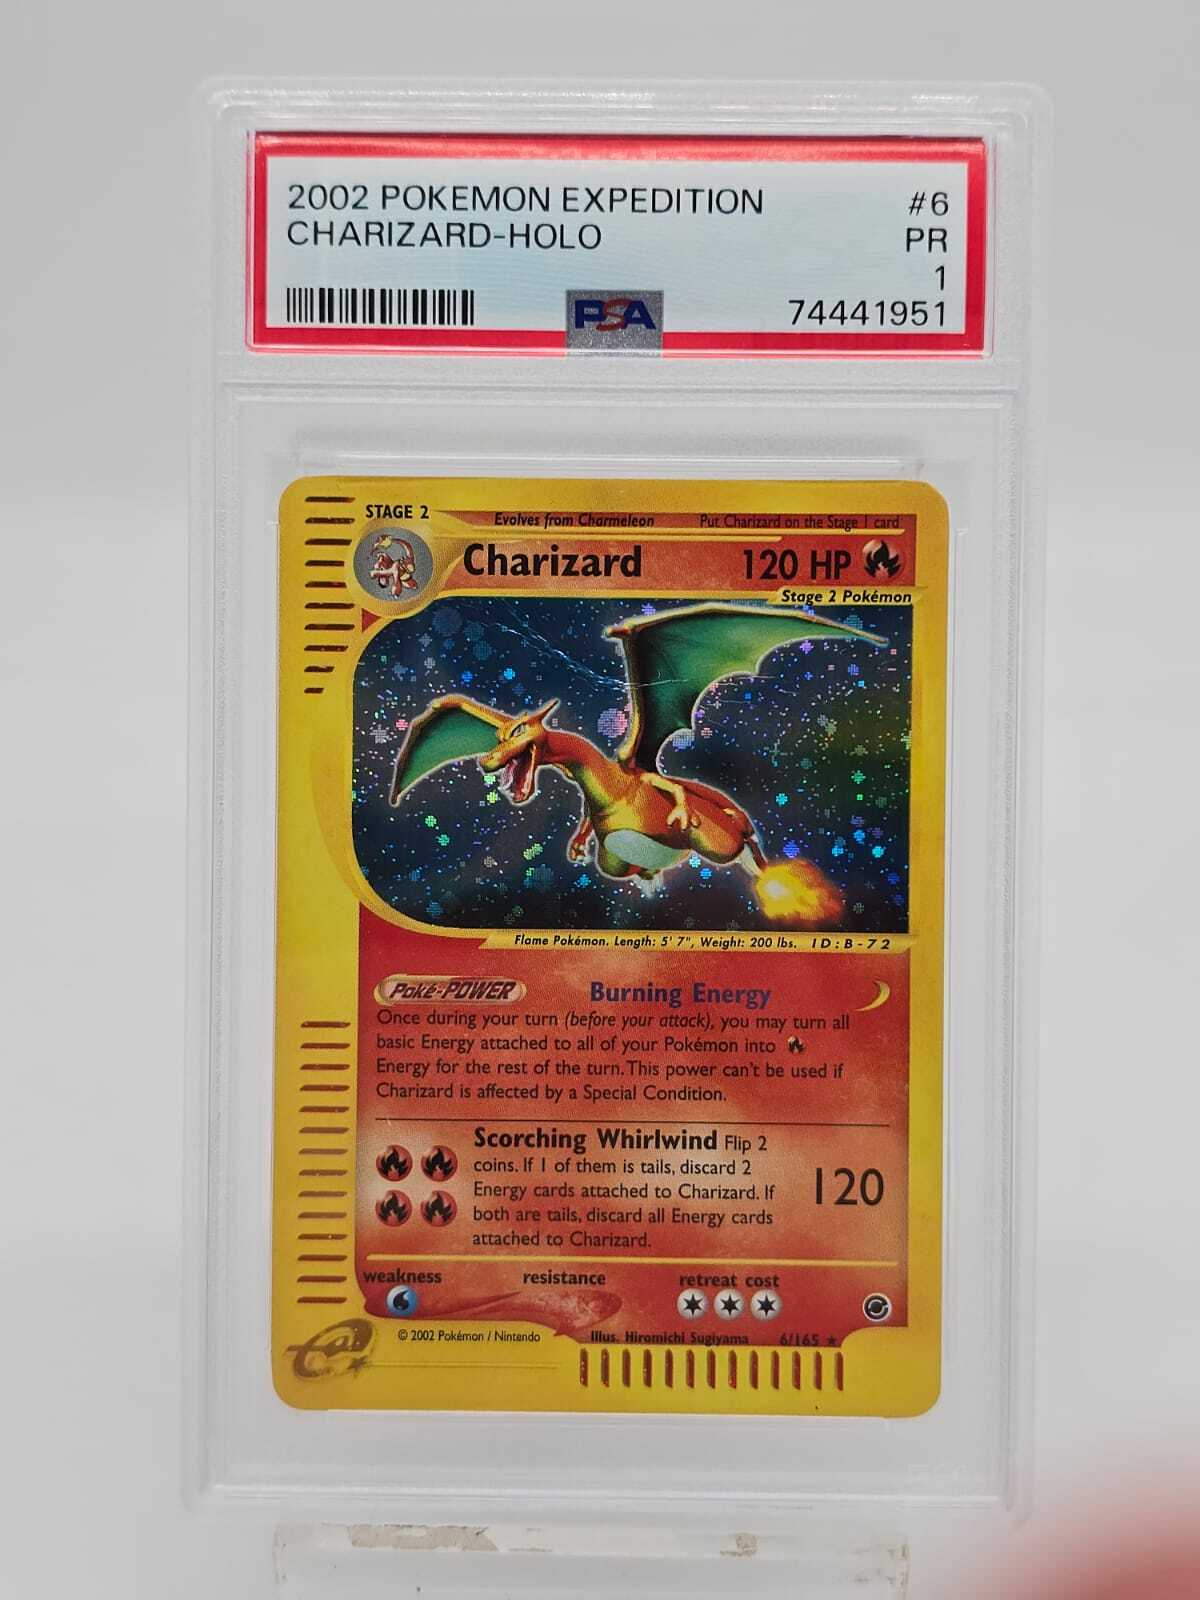 2002 POKEMON EXPEDITION #6
CHARIZARD-HOLO PR
1
PSA 74441951
STAGE 2
Evolves from Charmeleon Put Charizard on the Stage 1 card
Charizard 120 HP
Stage 2 Pokémon
Flame Pokémon. Length: 5' 7", Weight: 200 lbs. ID:B-72
Poké-POWER Burning Energy
Once during your turn (before your attack), you may turn all
basic Energy attached to all of your Pokémon into
Energy for the rest of the turn. This power can't be used if
Charizard is affected by a Special Condition.
Scorching Whirlwind Flip 2
coins. If 1 of them is tails, discard 2
Energy cards attached to Charizard. If
both are tails, discard all Energy cards
attached to Charizard.
120
weakness resistance retreat cost
© 2002 Pokémon / Nintendo Illus. Hiromichi Sugiyama 6/165 ★
e